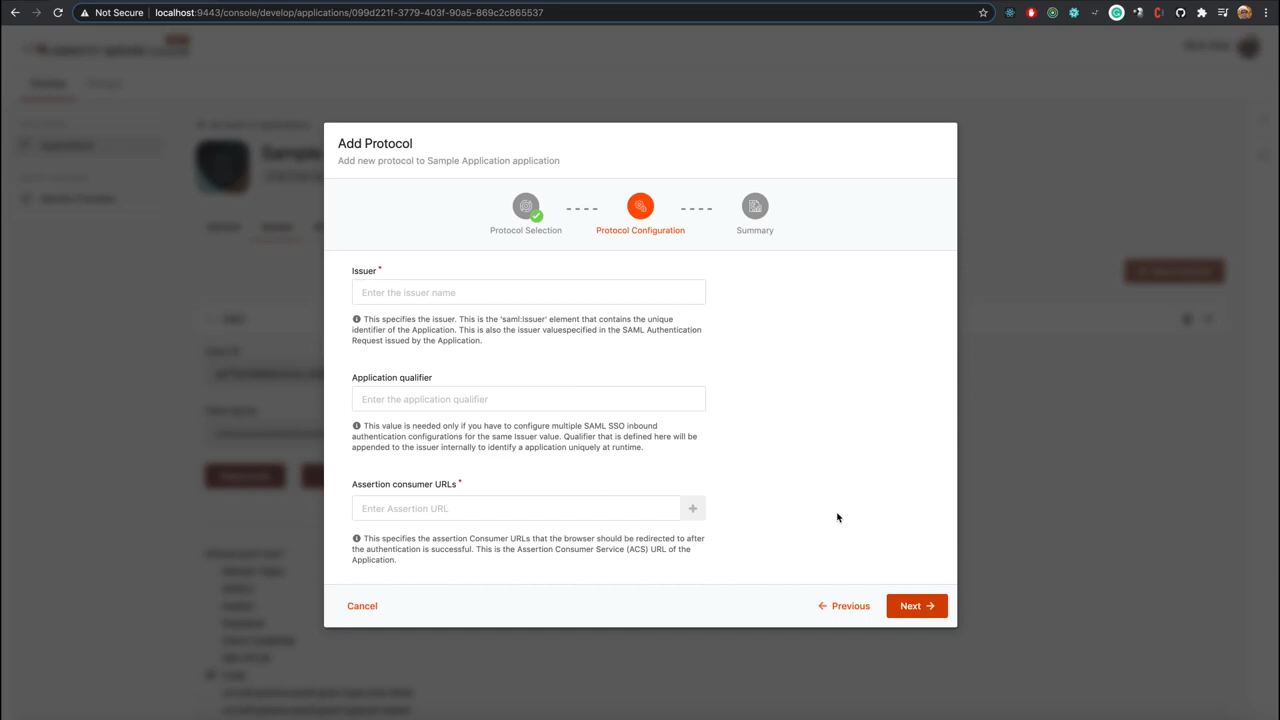 Not Secure | localhost:9443/console/develop/applications/099d221f-3779-403f-90a5-869c2c865537
Add Protocol
Add new protocol to Sample Application application
Protocol Selection
Protocol Configuration
Summary
Issuer *
Enter the issuer name
This specifies the issuer. This is the 'saml:Issuer' element that contains the unique
identifier of the Application. This is also the issuer valuespecified in the SAML Authentication
Request issued by the Application.
Application qualifier
Enter the application qualifier
This value is needed only if you have to configure multiple SAML SSO inbound
authentication configurations for the same Issuer value. Qualifier that is defined here will be
appended to the issuer internally to identify a application uniquely at runtime.
Assertion consumer URLs *
Enter Assertion URL
This specifies the assertion Consumer URLs that the browser should be redirected to after
the authentication is successful. This is the Assertion Consumer Service (ACS) URL of the
Application.
Cancel
Previous
Next
Sample